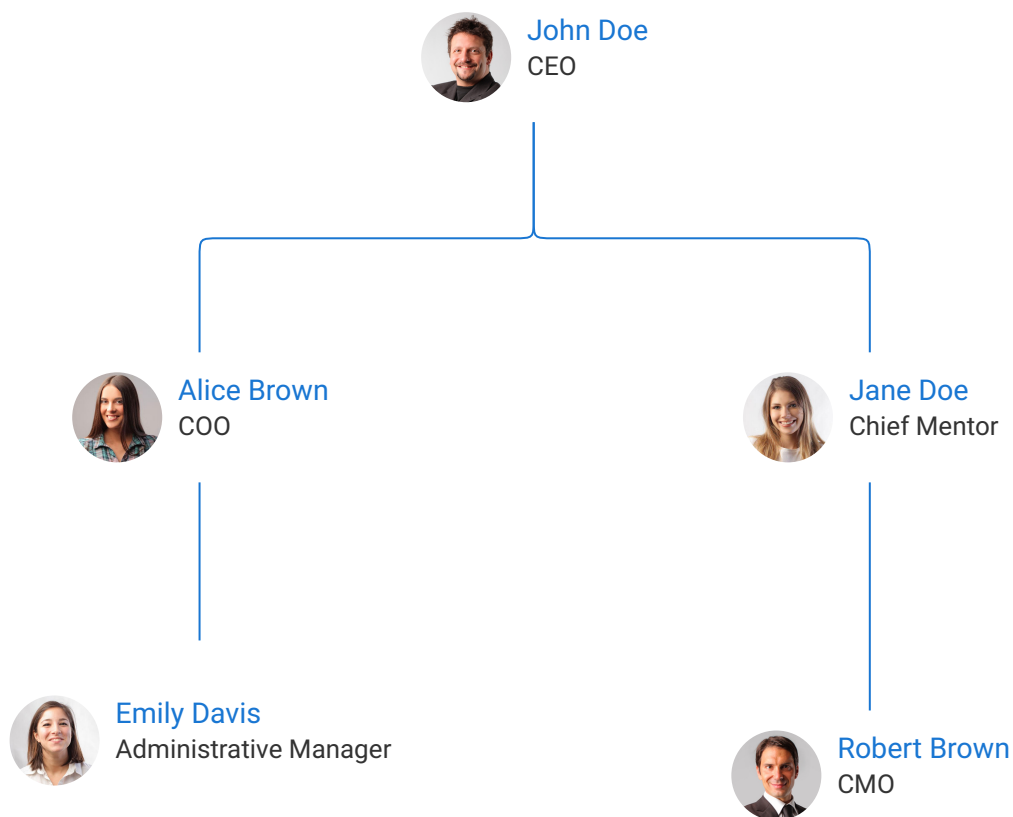 John Doe
CEO
Alice Brown
COO
Jane Doe
Chief Mentor
Emily Davis
Administrative Manager
Robert Brown
CMO